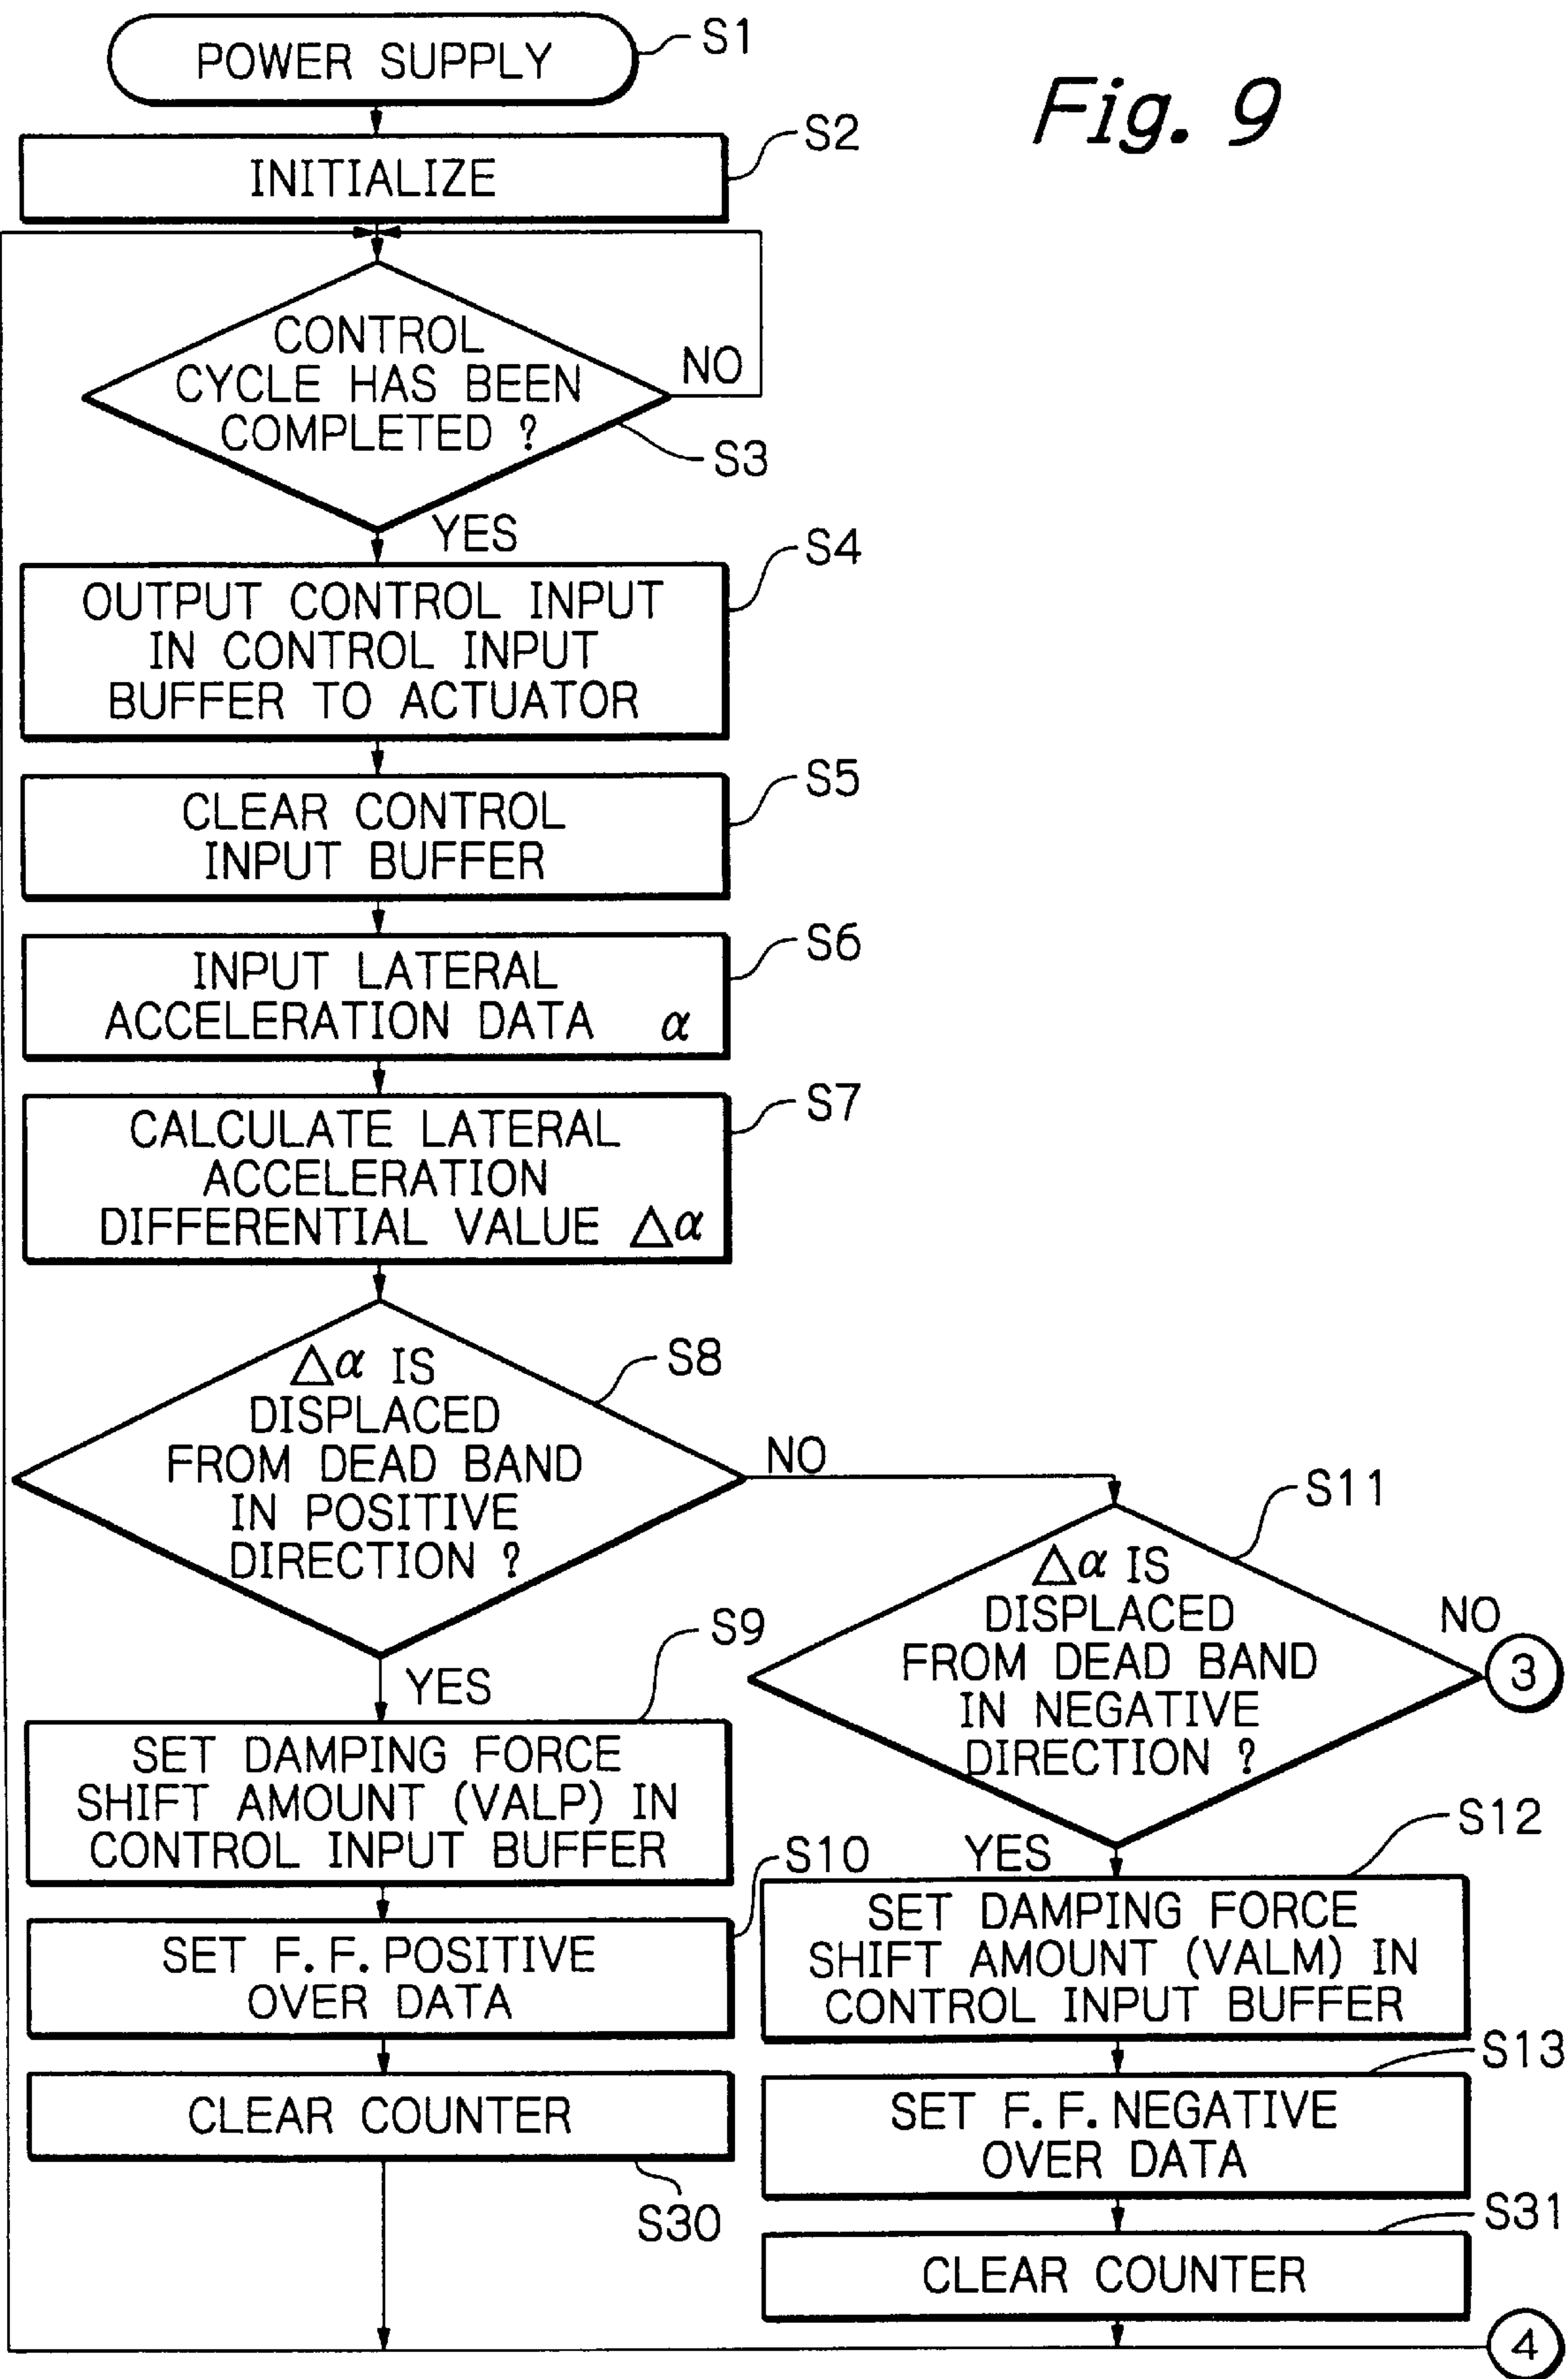 POWER SUPPLY
S1
Fig. 9
INITIALIZE
S2
CONTROL
CYCLE HAS BEEN
COMPLETED ?
NO
S3
YES
OUTPUT CONTROL INPUT
IN CONTROL INPUT
BUFFER TO ACTUATOR
S4
CLEAR CONTROL
INPUT BUFFER
S5
INPUT LATERAL
ACCELERATION DATA α
S6
CALCULATE LATERAL
ACCELERATION
DIFFERENTIAL VALUE △α
S7
△α IS
DISPLACED
FROM DEAD BAND
IN POSITIVE
DIRECTION ?
S8
NO
YES
SET DAMPING FORCE
SHIFT AMOUNT (VALP) IN
CONTROL INPUT BUFFER
S9
SET F. F. POSITIVE
OVER DATA
S10
CLEAR COUNTER
S30
△α IS
DISPLACED
FROM DEAD BAND
IN NEGATIVE
DIRECTION ?
S11
NO
3
YES
SET DAMPING FORCE
SHIFT AMOUNT (VALM) IN
CONTROL INPUT BUFFER
S12
SET F. F. NEGATIVE
OVER DATA
S13
CLEAR COUNTER
S31
4